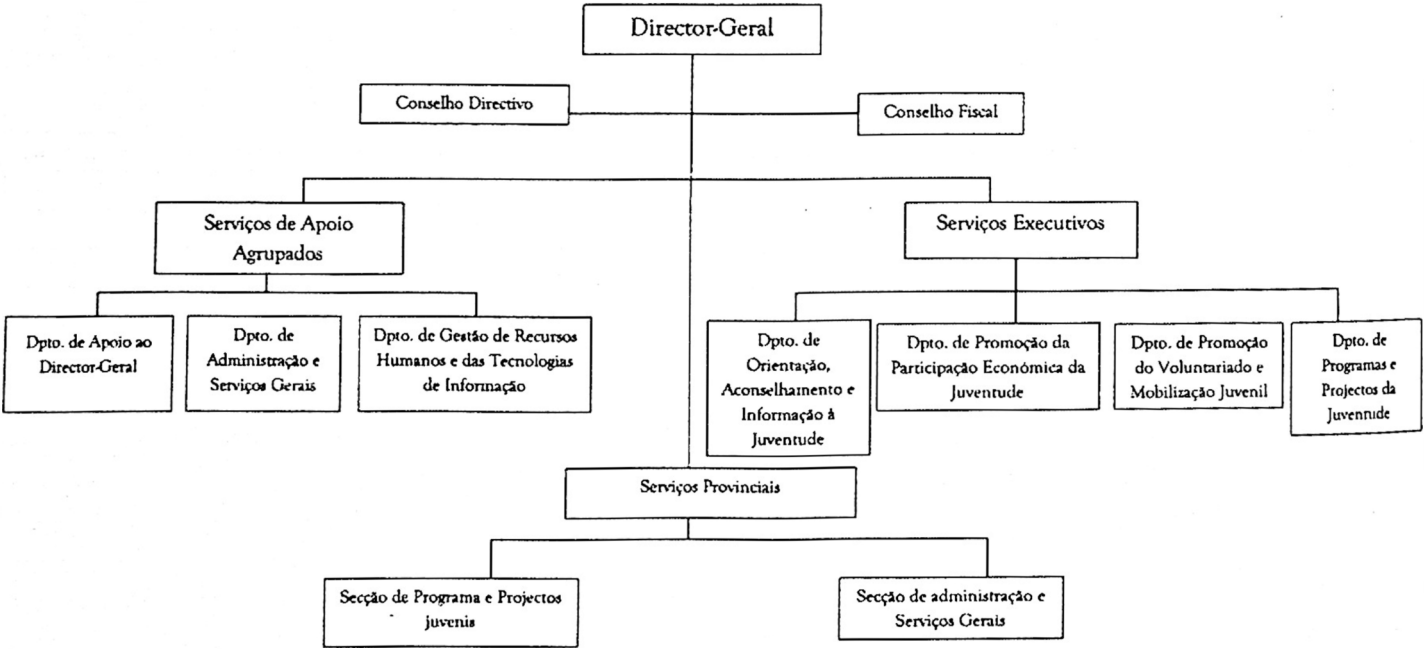 Director-Geral
Conselho Directivo
Conselho Fiscal
Serviços de Apoio
Agrupados
Serviços Executivos
Dpto. de Apoio ao
Director-Geral
Dpto. de
Administração e
Serviços Gerais
Dpto. de Gestão de Recursos
Humanos e das Tecnologias
de Informação
Dpto. de
Orientação,
Aconselhamento e
Informação à
Juventude
Dpto. de Promoção da
Participação Económica da
Juventude
Dpto. de Promoção
do Voluntariado e
Mobilização Juvenil
Dpto. de
Programas e
Projectos da
Juventude
Serviços Provinciais
Secção de Programa e Projectos
juvenis
Secção de administração e
Serviços Gerais